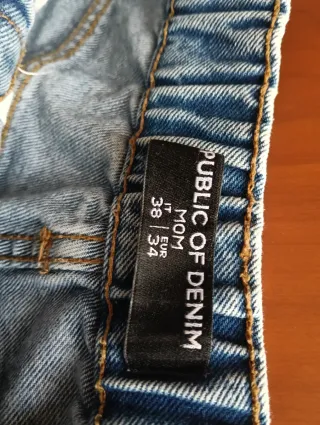 PUBLIC OF DENIM
MOM
IT EUR
38 | 34